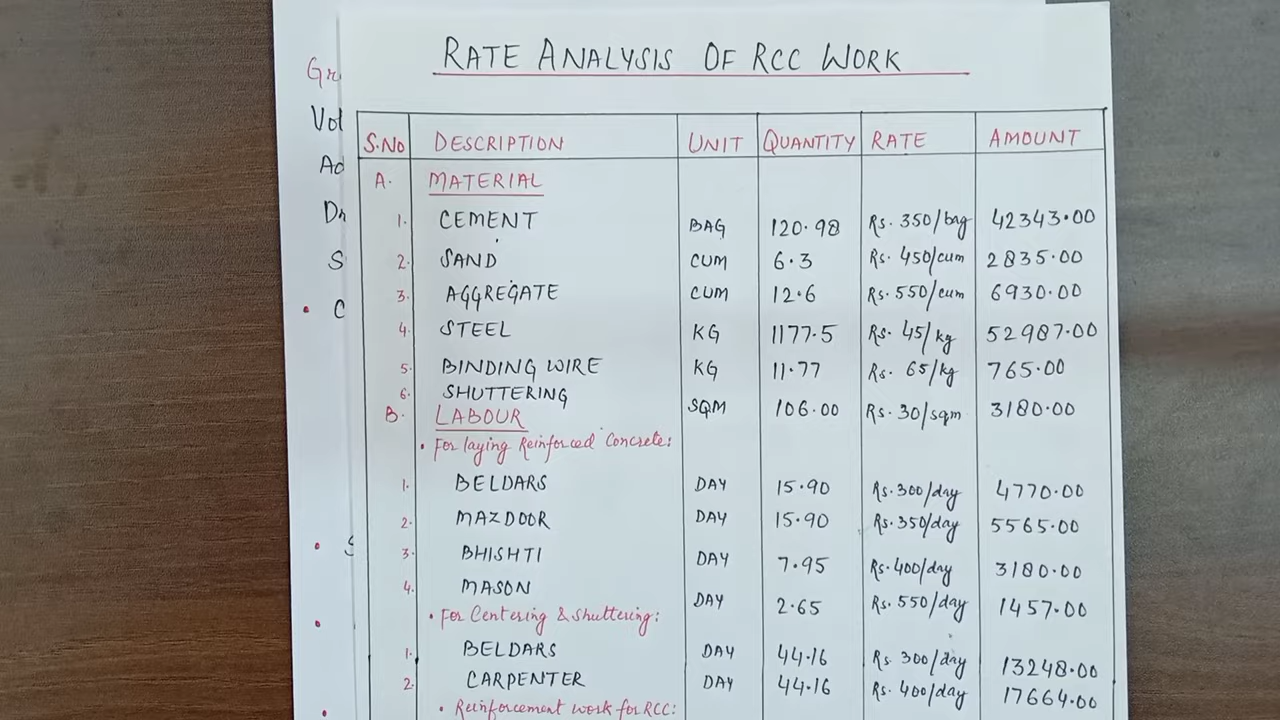 RATE ANALYSIS OF RCC WORK
S.NO DESCRIPTION UNIT QUANTITY RATE AMOUNT
A. MATERIAL
1. CEMENT BAG 120.98 Rs. 350/bag 42343.00
2. SAND CUM 6.3 Rs. 450/cum 2835.00
3. AGGREGATE CUM 12.6 Rs. 550/cum 6930.00
4. STEEL KG 1177.5 Rs. 45/kg 52987.00
5. BINDING WIRE KG 11.77 Rs. 65/kg 765.00
6. SHUTTERING SQM 106.00 Rs. 30/sqm 3180.00
B. LABOUR
• For laying Reinforced Concrete:
1. BELDARS DAY 15.90 Rs. 300/day 4770.00
2. MAZDOOR DAY 15.90 Rs. 350/day 5565.00
3. BHISHTI DAY 7.95 Rs. 400/day 3180.00
4. MASON DAY 2.65 Rs. 550/day 1457.00
• For Centering & Shuttering:
1. BELDARS DAY 44.16 Rs. 300/day 13248.00
2. CARPENTER DAY 44.16 Rs. 400/day 17664.00
• Reinforcement work for RCC: